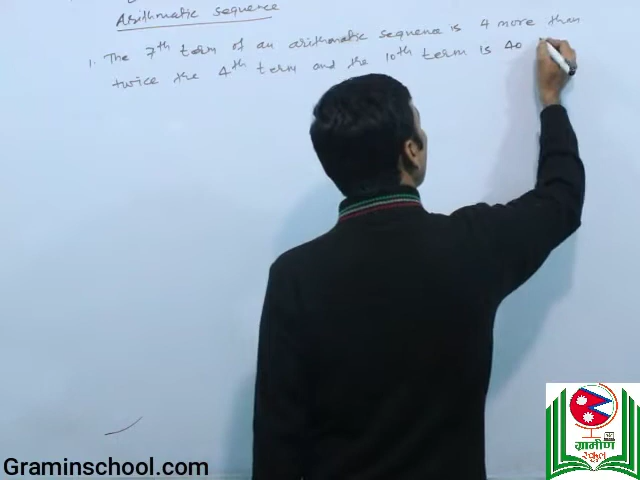 Arithmatic sequence
1. The 7th term of an arithmatic sequence is 4 more than
twice the 4th term and the 10th term is 40
Graminschool.com
ग्रामीण
स्कूल